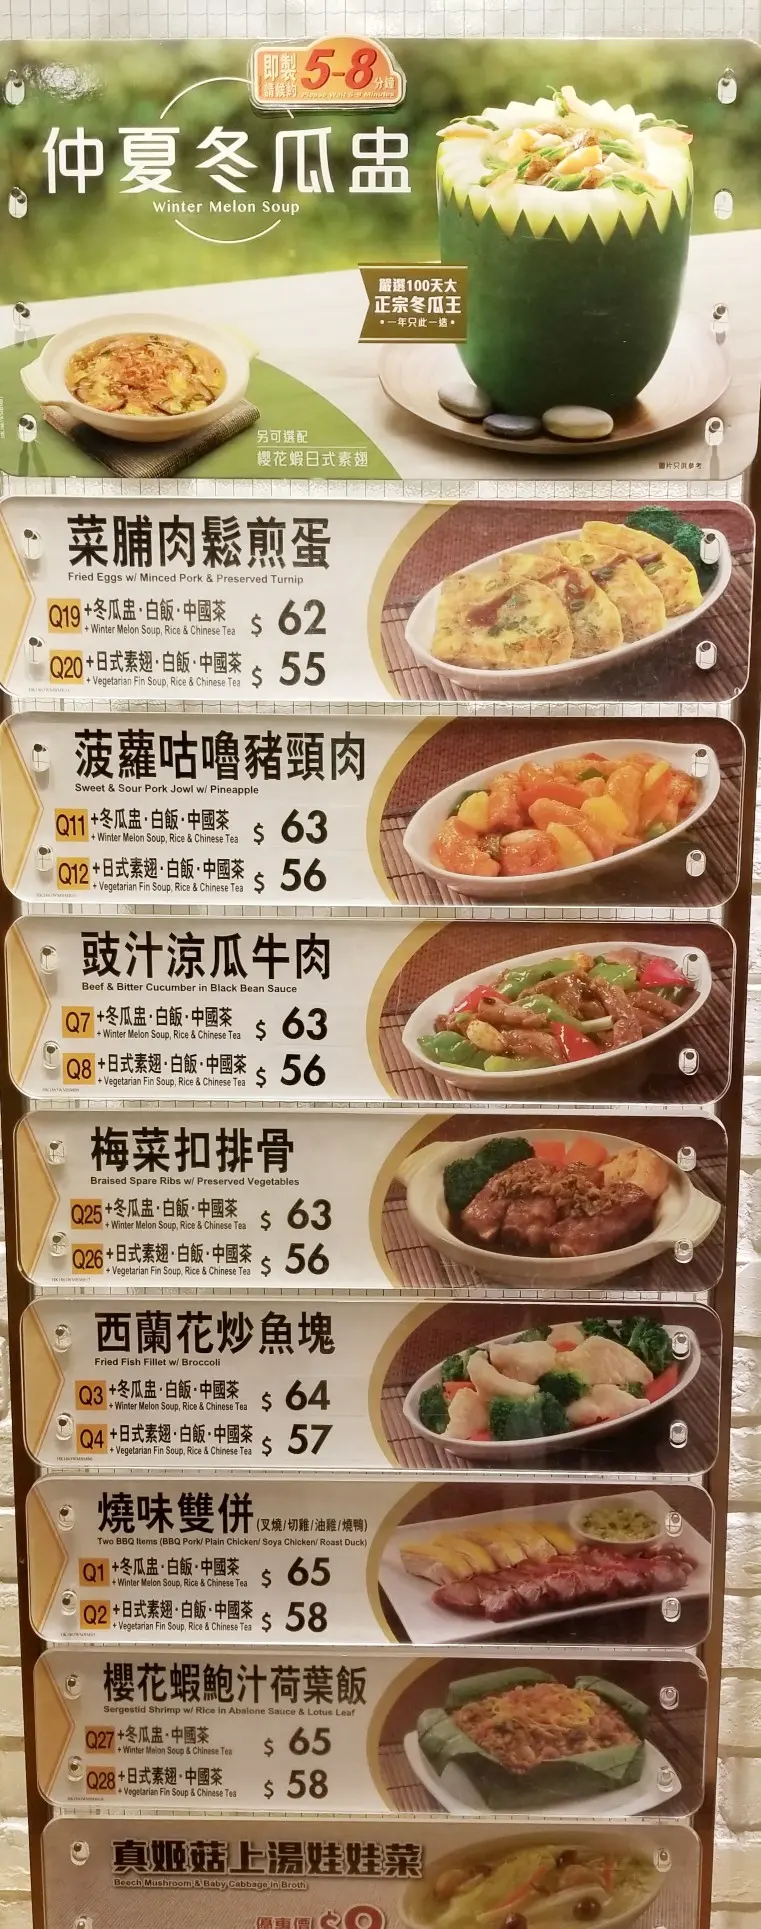 即製 5-8 分鐘
請候約 Please Wait 5-8 Minutes
仲夏冬瓜盅
Winter Melon Soup
嚴選100天大
正宗冬瓜王
•一年只此一造•
另可選配
櫻花蝦日式素翅
圖片只供參考
菜脯肉鬆煎蛋
Fried Eggs w/ Minced Pork & Preserved Turnip
Q19 +冬瓜盅·白飯·中國茶 $ 62
+ Winter Melon Soup, Rice & Chinese Tea
Q20 +日式素翅·白飯·中國茶 $ 55
+ Vegetarian Fin Soup, Rice & Chinese Tea
菠蘿咕嚕豬頸肉
Sweet & Sour Pork Jowl w/ Pineapple
Q11 +冬瓜盅·白飯·中國茶 $ 63
+ Winter Melon Soup, Rice & Chinese Tea
Q12 +日式素翅·白飯·中國茶 $ 56
+ Vegetarian Fin Soup, Rice & Chinese Tea
豉汁涼瓜牛肉
Beef & Bitter Cucumber in Black Bean Sauce
Q7 +冬瓜盅·白飯·中國茶 $ 63
+ Winter Melon Soup, Rice & Chinese Tea
Q8 +日式素翅·白飯·中國茶 $ 56
+ Vegetarian Fin Soup, Rice & Chinese Tea
梅菜扣排骨
Braised Spare Ribs w/ Preserved Vegetables
Q25 +冬瓜盅·白飯·中國茶 $ 63
+ Winter Melon Soup, Rice & Chinese Tea
Q26 +日式素翅·白飯·中國茶 $ 56
+ Vegetarian Fin Soup, Rice & Chinese Tea
西蘭花炒魚塊
Fried Fish Fillet w/ Broccoli
Q3 +冬瓜盅·白飯·中國茶 $ 64
+ Winter Melon Soup, Rice & Chinese Tea
Q4 +日式素翅·白飯·中國茶 $ 57
+ Vegetarian Fin Soup, Rice & Chinese Tea
燒味雙併(叉燒/切雞/油雞/燒鴨)
Two BBQ Items (BBQ Pork/ Plain Chicken/ Soya Chicken/ Roast Duck)
Q1 +冬瓜盅·白飯·中國茶 $ 65
+ Winter Melon Soup, Rice & Chinese Tea
Q2 +日式素翅·白飯·中國茶 $ 58
+ Vegetarian Fin Soup, Rice & Chinese Tea
櫻花蝦鮑汁荷葉飯
Sergestid Shrimp w/ Rice in Abalone Sauce & Lotus Leaf
Q27 +冬瓜盅·中國茶 $ 65
+ Winter Melon Soup & Chinese Tea
Q28 +日式素翅·中國茶 $ 58
+ Vegetarian Fin Soup & Chinese Tea
真姬菇上湯娃娃菜
Beech Mushroom & Baby Cabbage in Broth
優惠價 $9